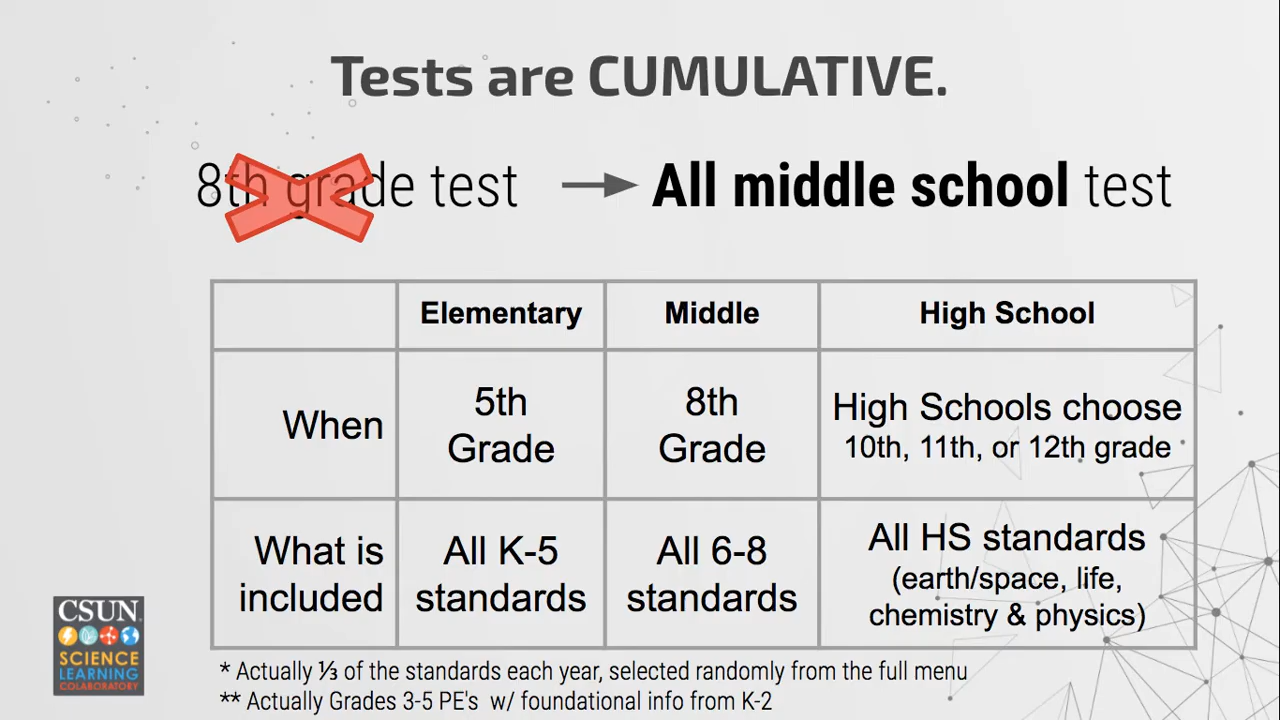 Tests are CUMULATIVE.
8th grade test
All middle school test
Elementary
Middle
High School
When
5th
Grade
8th
Grade
High Schools choose
10th, 11th, or 12th grade
What is
included
All K-5
standards
All 6-8
standards
All HS standards
(earth/space, life,
chemistry & physics)
* Actually ⅓ of the standards each year, selected randomly from the full menu
** Actually Grades 3-5 PE's w/ foundational info from K-2
CSUN
SCIENCE
LEARNING
COLLABORATORY